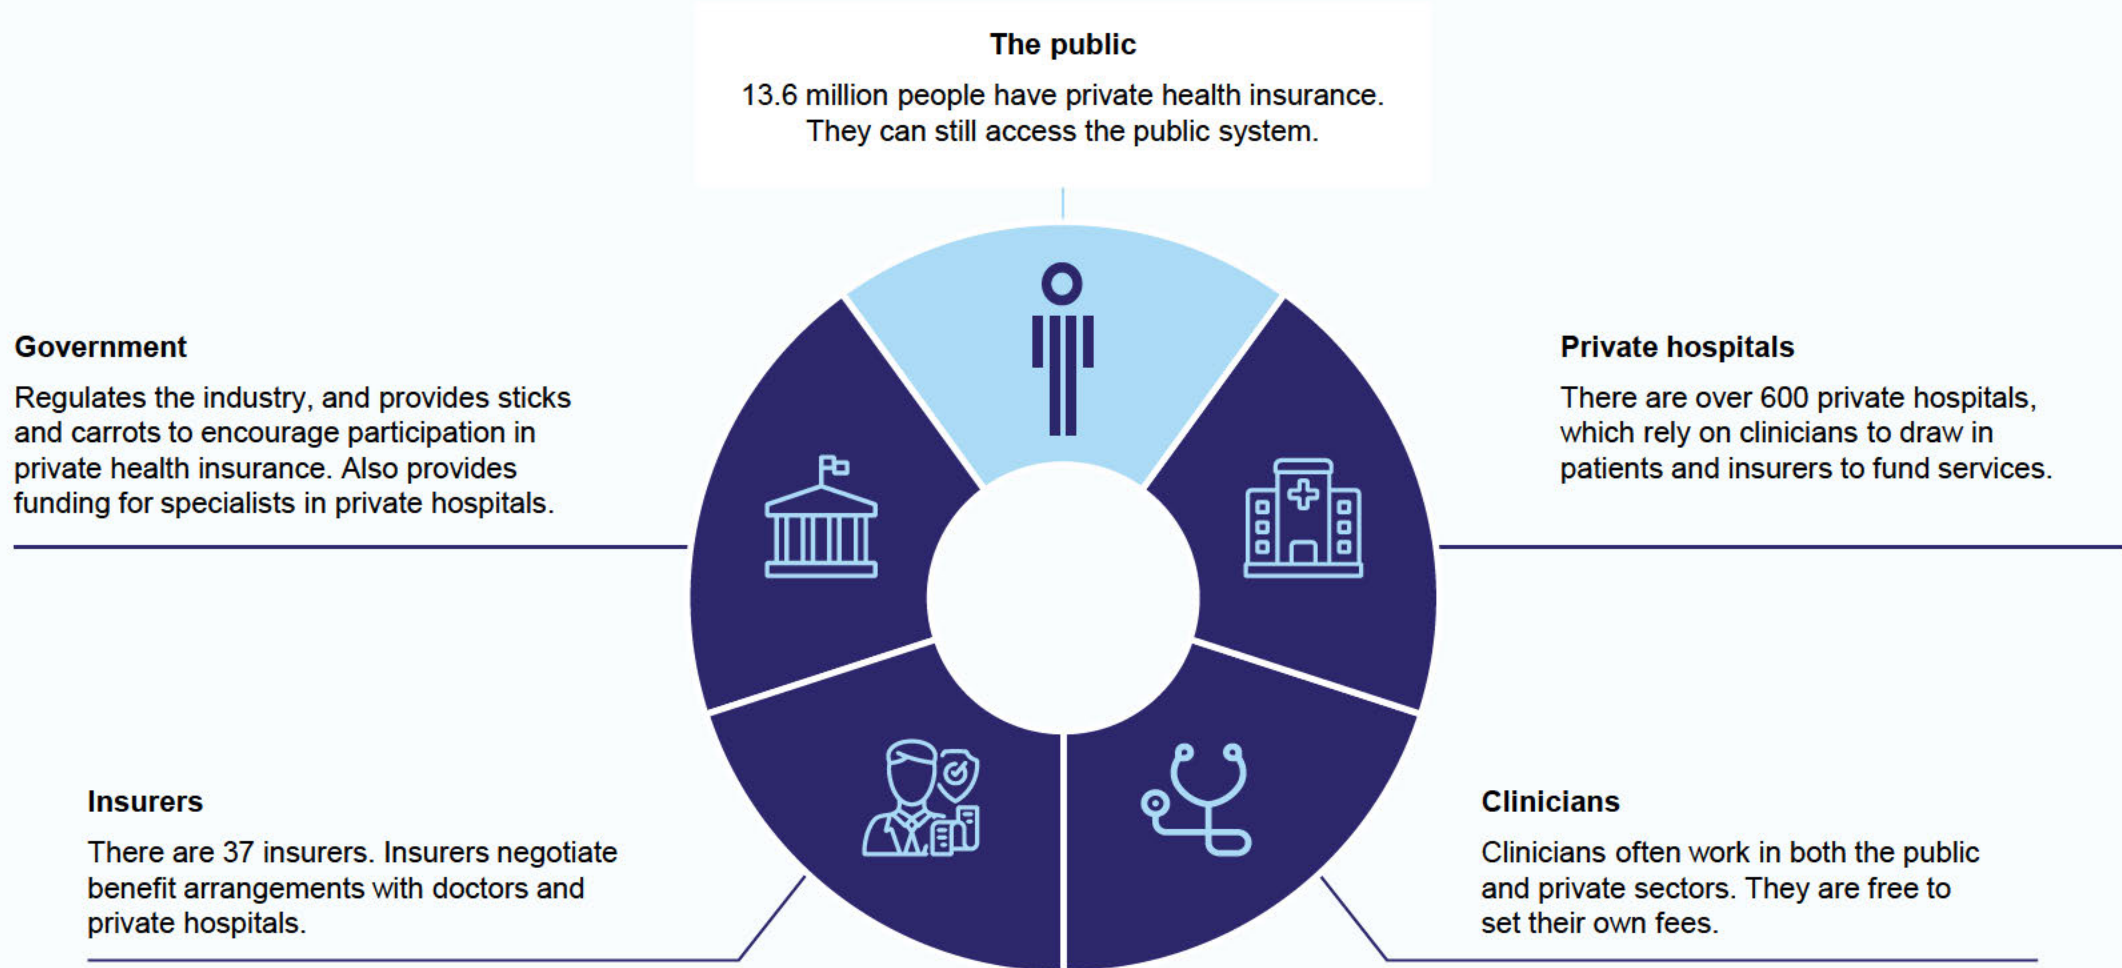 The public
13.6 million people have private health insurance.
They can still access the public system.
Government
Regulates the industry, and provides sticks
and carrots to encourage participation in
private health insurance. Also provides
funding for specialists in private hospitals.
Private hospitals
There are over 600 private hospitals,
which rely on clinicians to draw in
patients and insurers to fund services.
Insurers
There are 37 insurers. Insurers negotiate
benefit arrangements with doctors and
private hospitals.
Clinicians
Clinicians often work in both the public
and private sectors. They are free to
set their own fees.